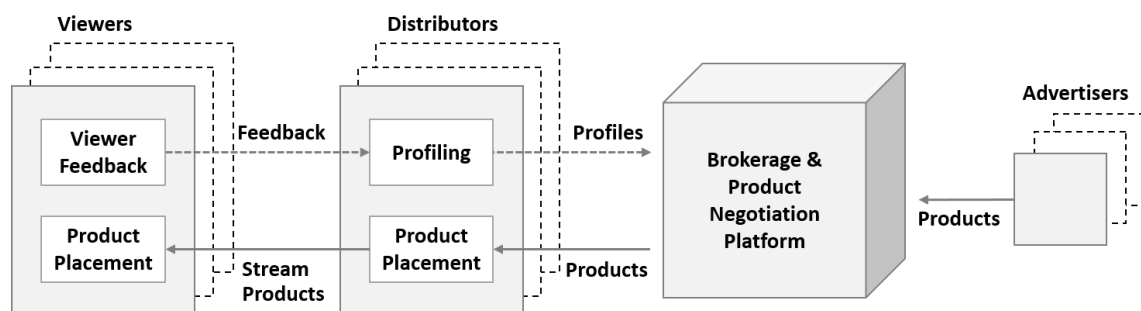 Viewers
Distributors
Advertisers
Viewer
Feedback
Feedback
Profiling
Profiles
Brokerage &
Product
Negotiation
Platform
Products
Product
Placement
Stream
Products
Product
Placement
Products